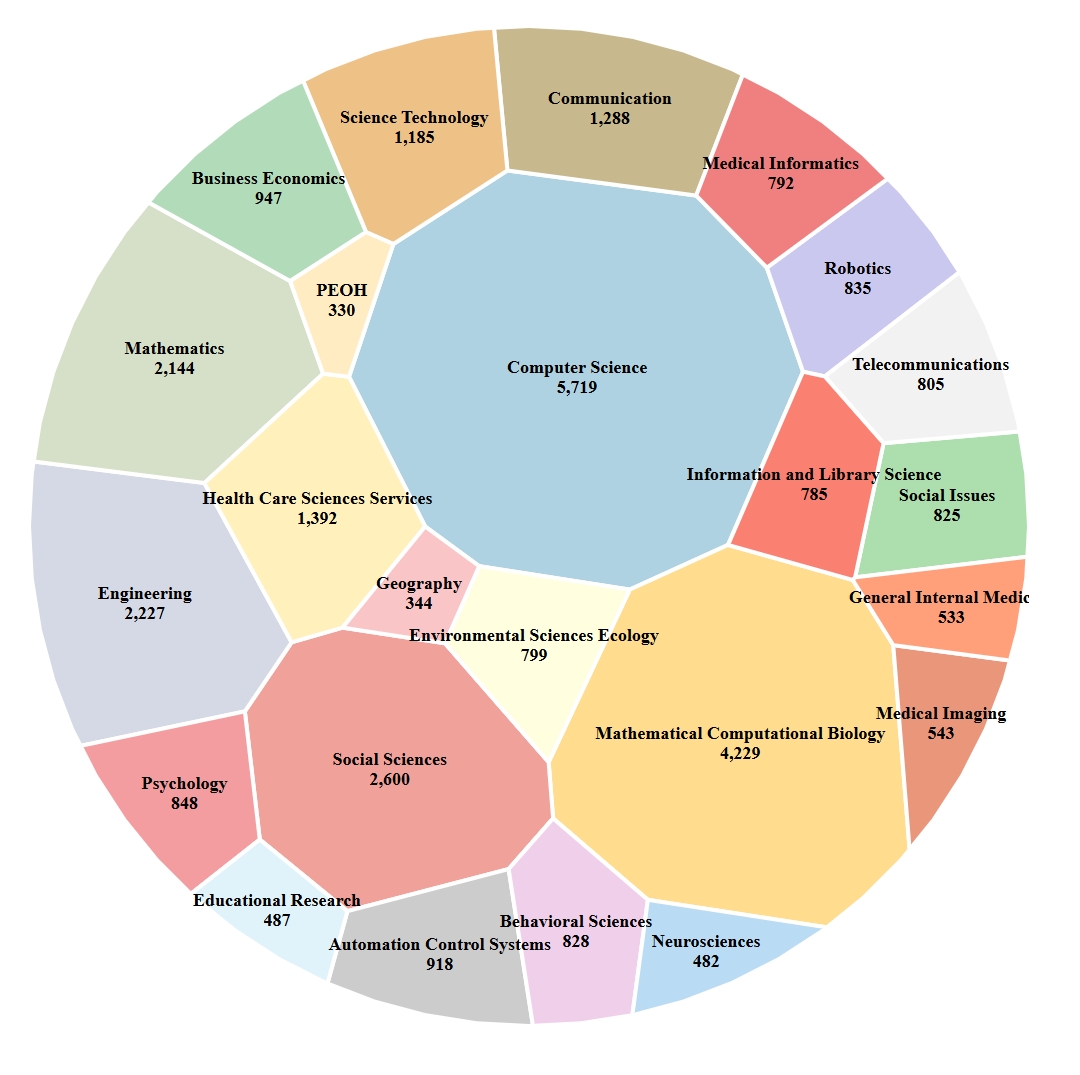 Communication
1,288
Science Technology
1,185
Medical Informatics
792
Business Economics
947
Robotics
835
PEOH
330
Mathematics
2,144
Telecommunications
805
Computer Science
5,719
Information and Library Science
785
Social Issues
825
Health Care Sciences Services
1,392
Geography
344
Engineering
2,227
General Internal Medic
533
Environmental Sciences Ecology
799
Medical Imaging
543
Mathematical Computational Biology
4,229
Social Sciences
2,600
Psychology
848
Educational Research
487
Behavioral Sciences
828
Automation Control Systems
918
Neurosciences
482